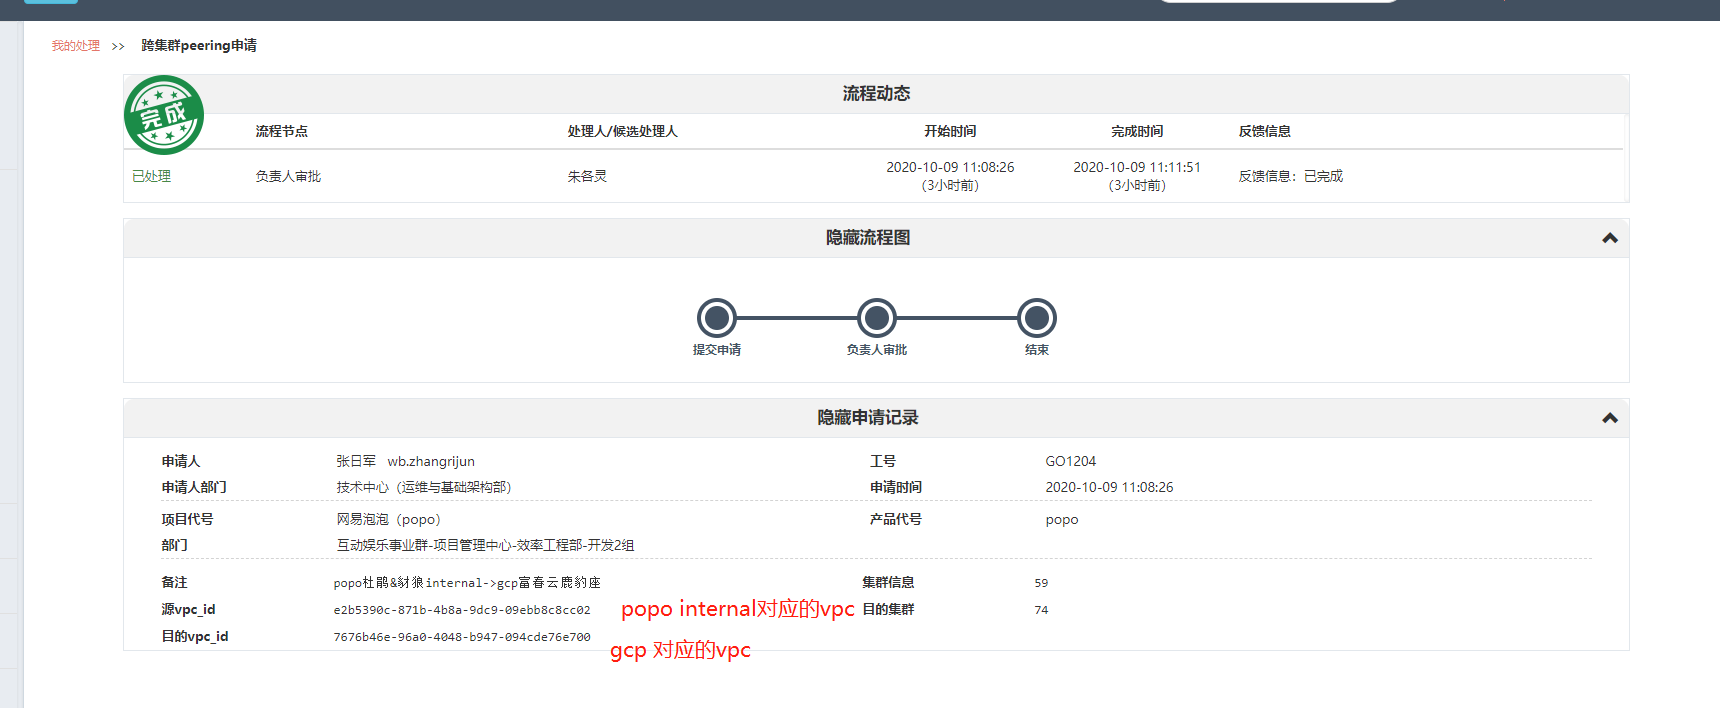 我的处理 >> 跨集群peering申请
完成
流程动态
流程节点 处理人/候选处理人 开始时间 完成时间 反馈信息
已处理 负责人审批 朱各灵 2020-10-09 11:08:26 2020-10-09 11:11:51 反馈信息：已完成
（3小时前） （3小时前）
隐藏流程图
提交申请 负责人审批 结束
隐藏申请记录
申请人 张日军 wb.zhangrijun 工号 GO1204
申请人部门 技术中心（运维与基础架构部） 申请时间 2020-10-09 11:08:26
项目代号 网易泡泡（popo） 产品代号 popo
部门 互动娱乐事业群-项目管理中心-效率工程部-开发2组
备注 popo杜鹃&豺狼internal->gcp富春云鹿豹座 集群信息 59
源vpc_id e2b5390c-871b-4b8a-9dc9-09ebb8c8cc02 popo internal对应的vpc 目的集群 74
目的vpc_id 7676b46e-96a0-4048-b947-094cde76e700
gcp 对应的vpc